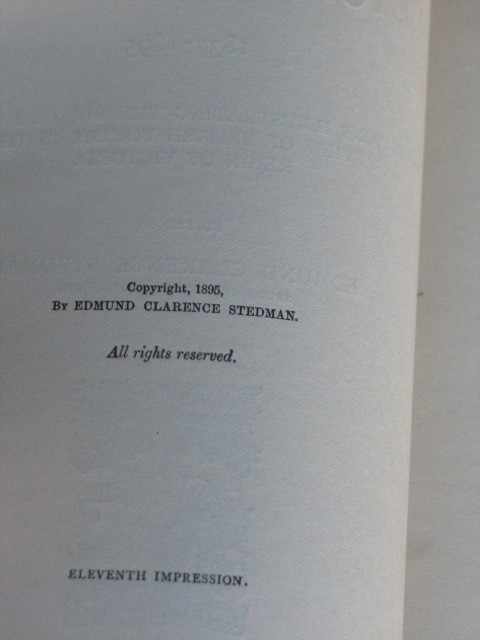 Copyright, 1895,
By EDMUND CLARENCE STEDMAN.
All rights reserved.
ELEVENTH IMPRESSION.